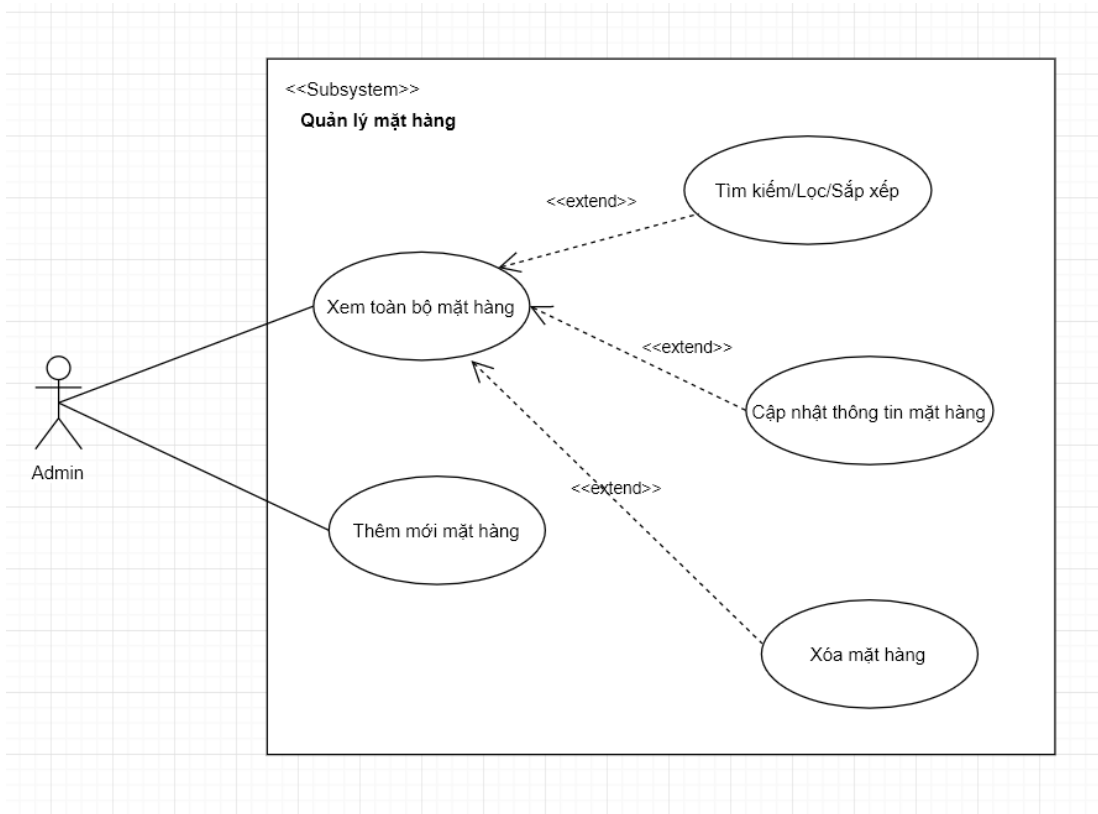 <<Subsystem>>
Quản lý mặt hàng
Tìm kiếm/Lọc/Sắp xếp
<<extend>>
Xem toàn bộ mặt hàng
<<extend>>
Cập nhật thông tin mặt hàng
Admin
<<extend>>
Thêm mới mặt hàng
Xóa mặt hàng